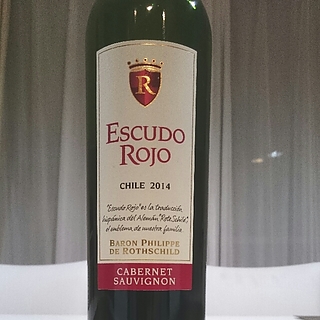 R
ESCUDO
ROJO
CHILE 2014
"Escudo Rojo" es la traducción
hispánica del Alemán "Rote Schild",
el emblema de nuestra familia.
BARON PHILIPPE
DE ROTHSCHILD
CABERNET
SAUVIGNON